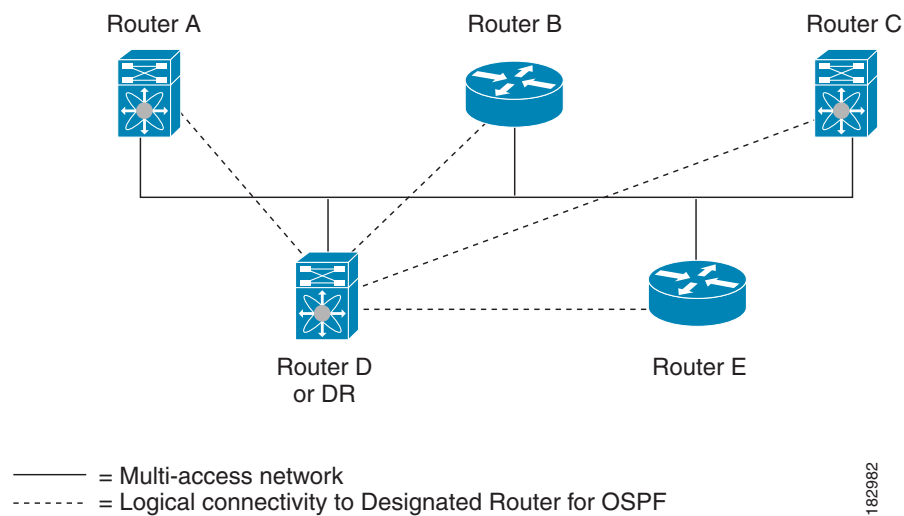 Router A
Router B
Router C
Router D
or DR
Router E
= Multi-access network
= Logical connectivity to Designated Router for OSPF
182982